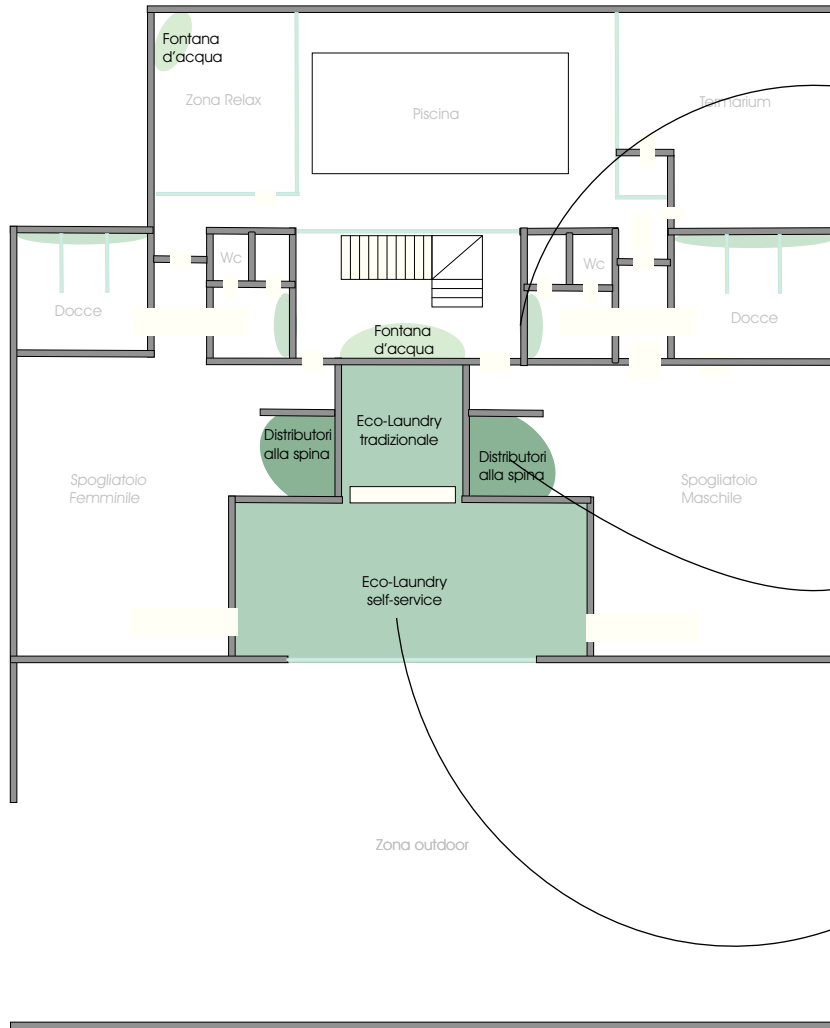 Fontana
d'acqua
Zona Relax
Piscina
Termarium
Wc
Wc
Docce
Docce
Fontana
d'acqua
Eco-Laundry
tradizionale
Distributori
alla spina
Distributori
alla spina
Spogliatoio
Femminile
Spogliatoio
Maschile
Eco-Laundry
self-service
Zona outdoor